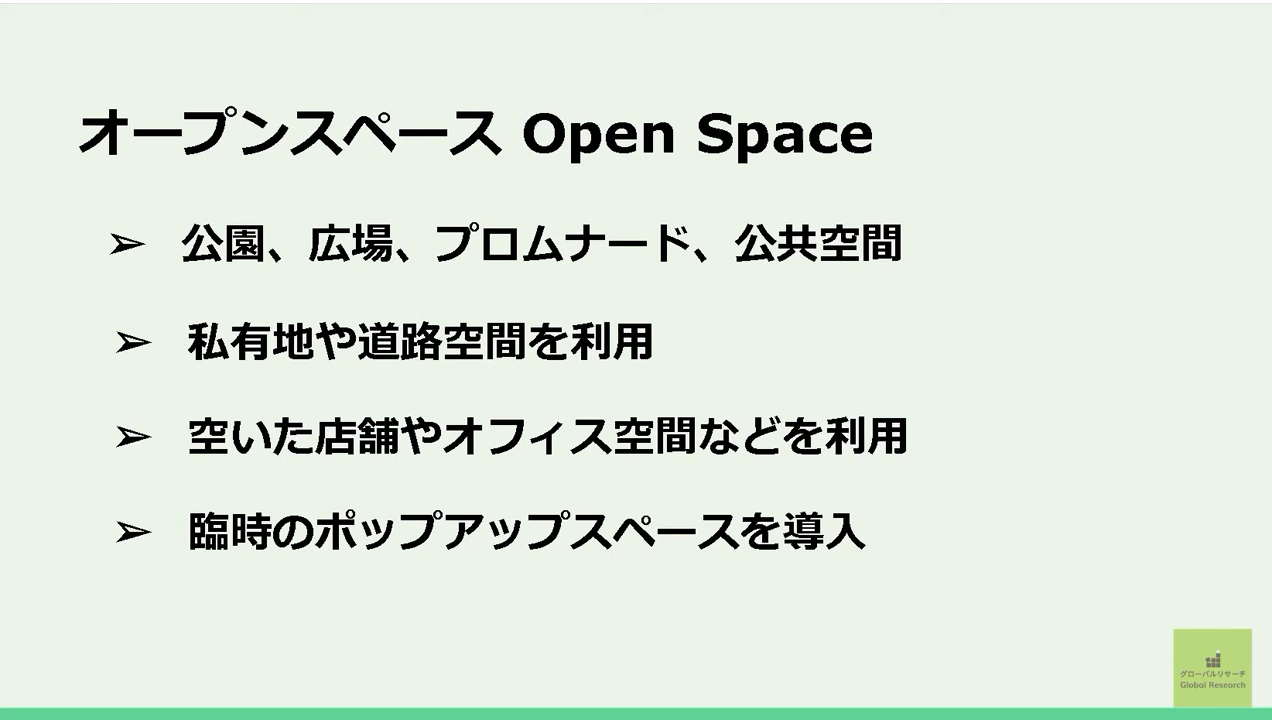 オープンスペース Open Space
➢ 公園、広場、プロムナード、公共空間
➢ 私有地や道路空間を利用
➢ 空いた店舗やオフィス空間などを利用
➢ 臨時のポップアップスペースを導入
グローバルリサーチ
Global Research